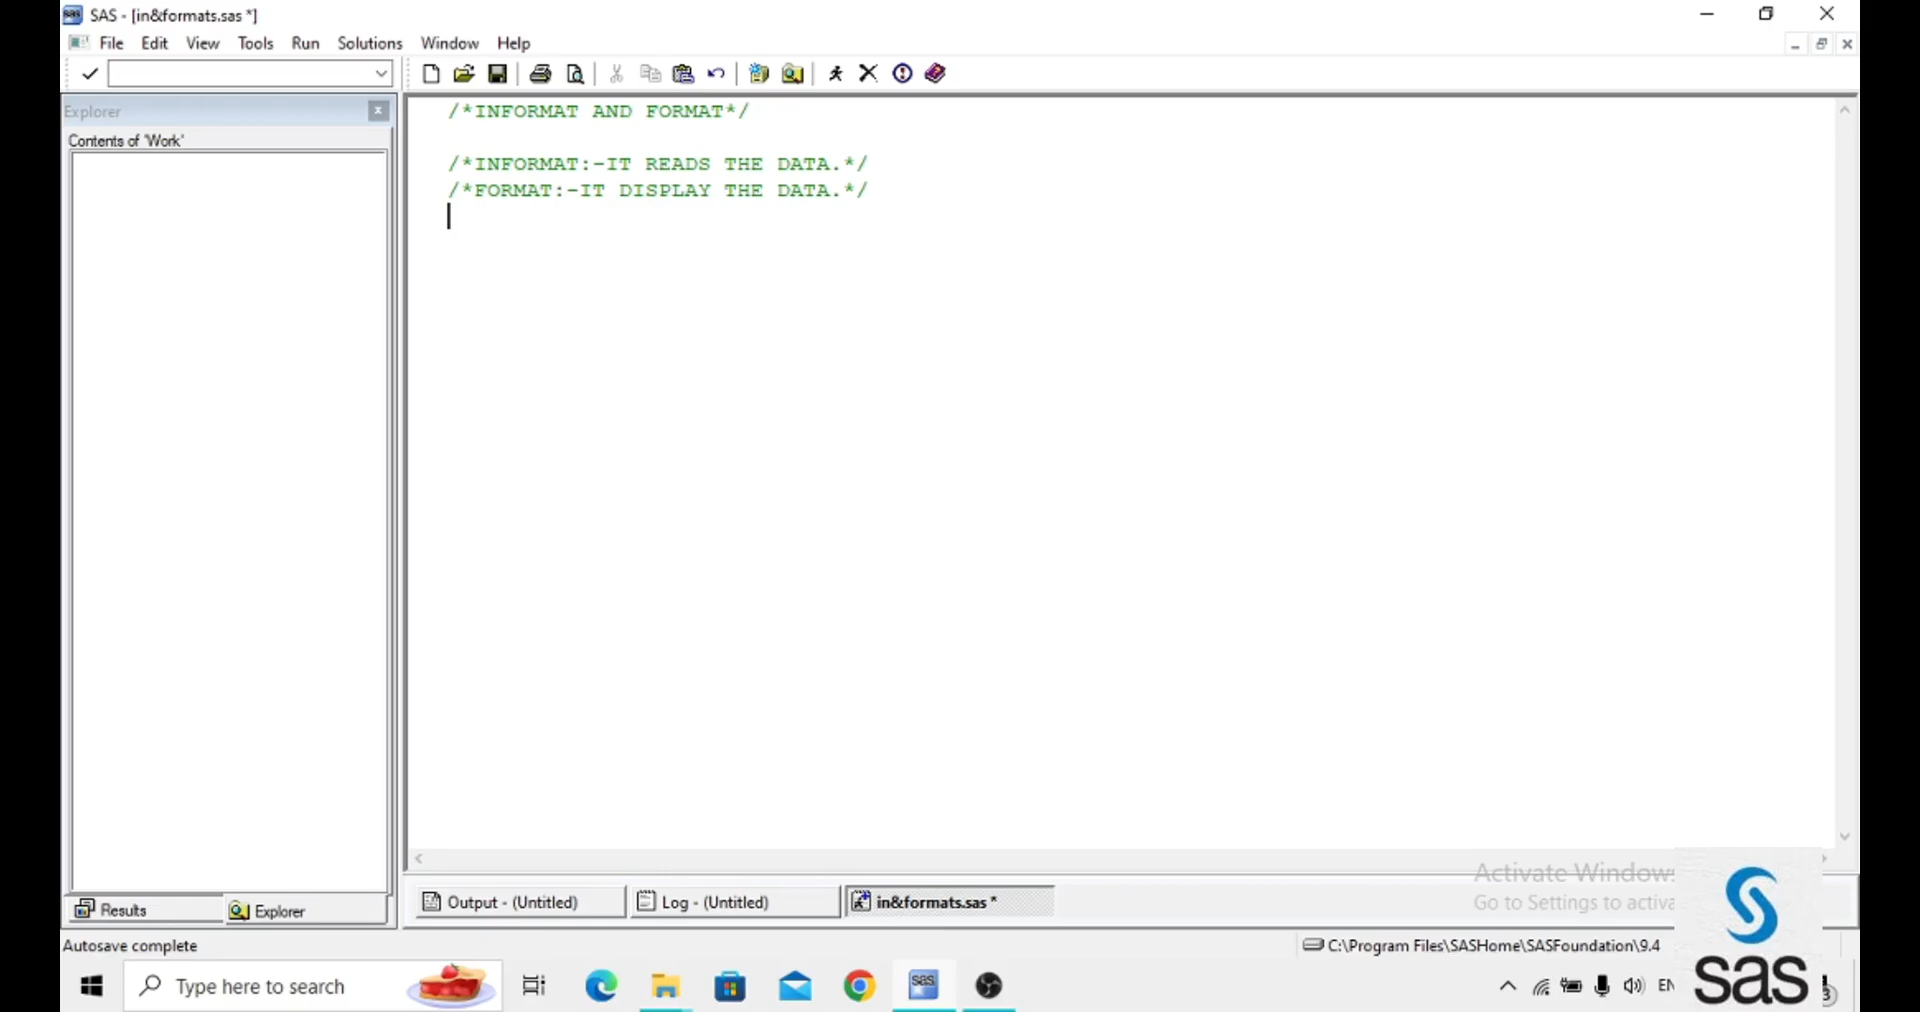 SAS - [in&formats.sas *]
File Edit View Tools Run Solutions Window Help
Explorer
Contents of 'Work'
/*INFORMAT AND FORMAT*/
/*INFORMAT:-IT READS THE DATA.*/
/*FORMAT:-IT DISPLAY THE DATA.*/
Results Explorer
Output - (Untitled) Log - (Untitled) in&formats.sas *
Activate Windows
Go to Settings to activa
Autosave complete
C:\Program Files\SASHome\SASFoundation\9.4
Type here to search
sas
EN
sas
3